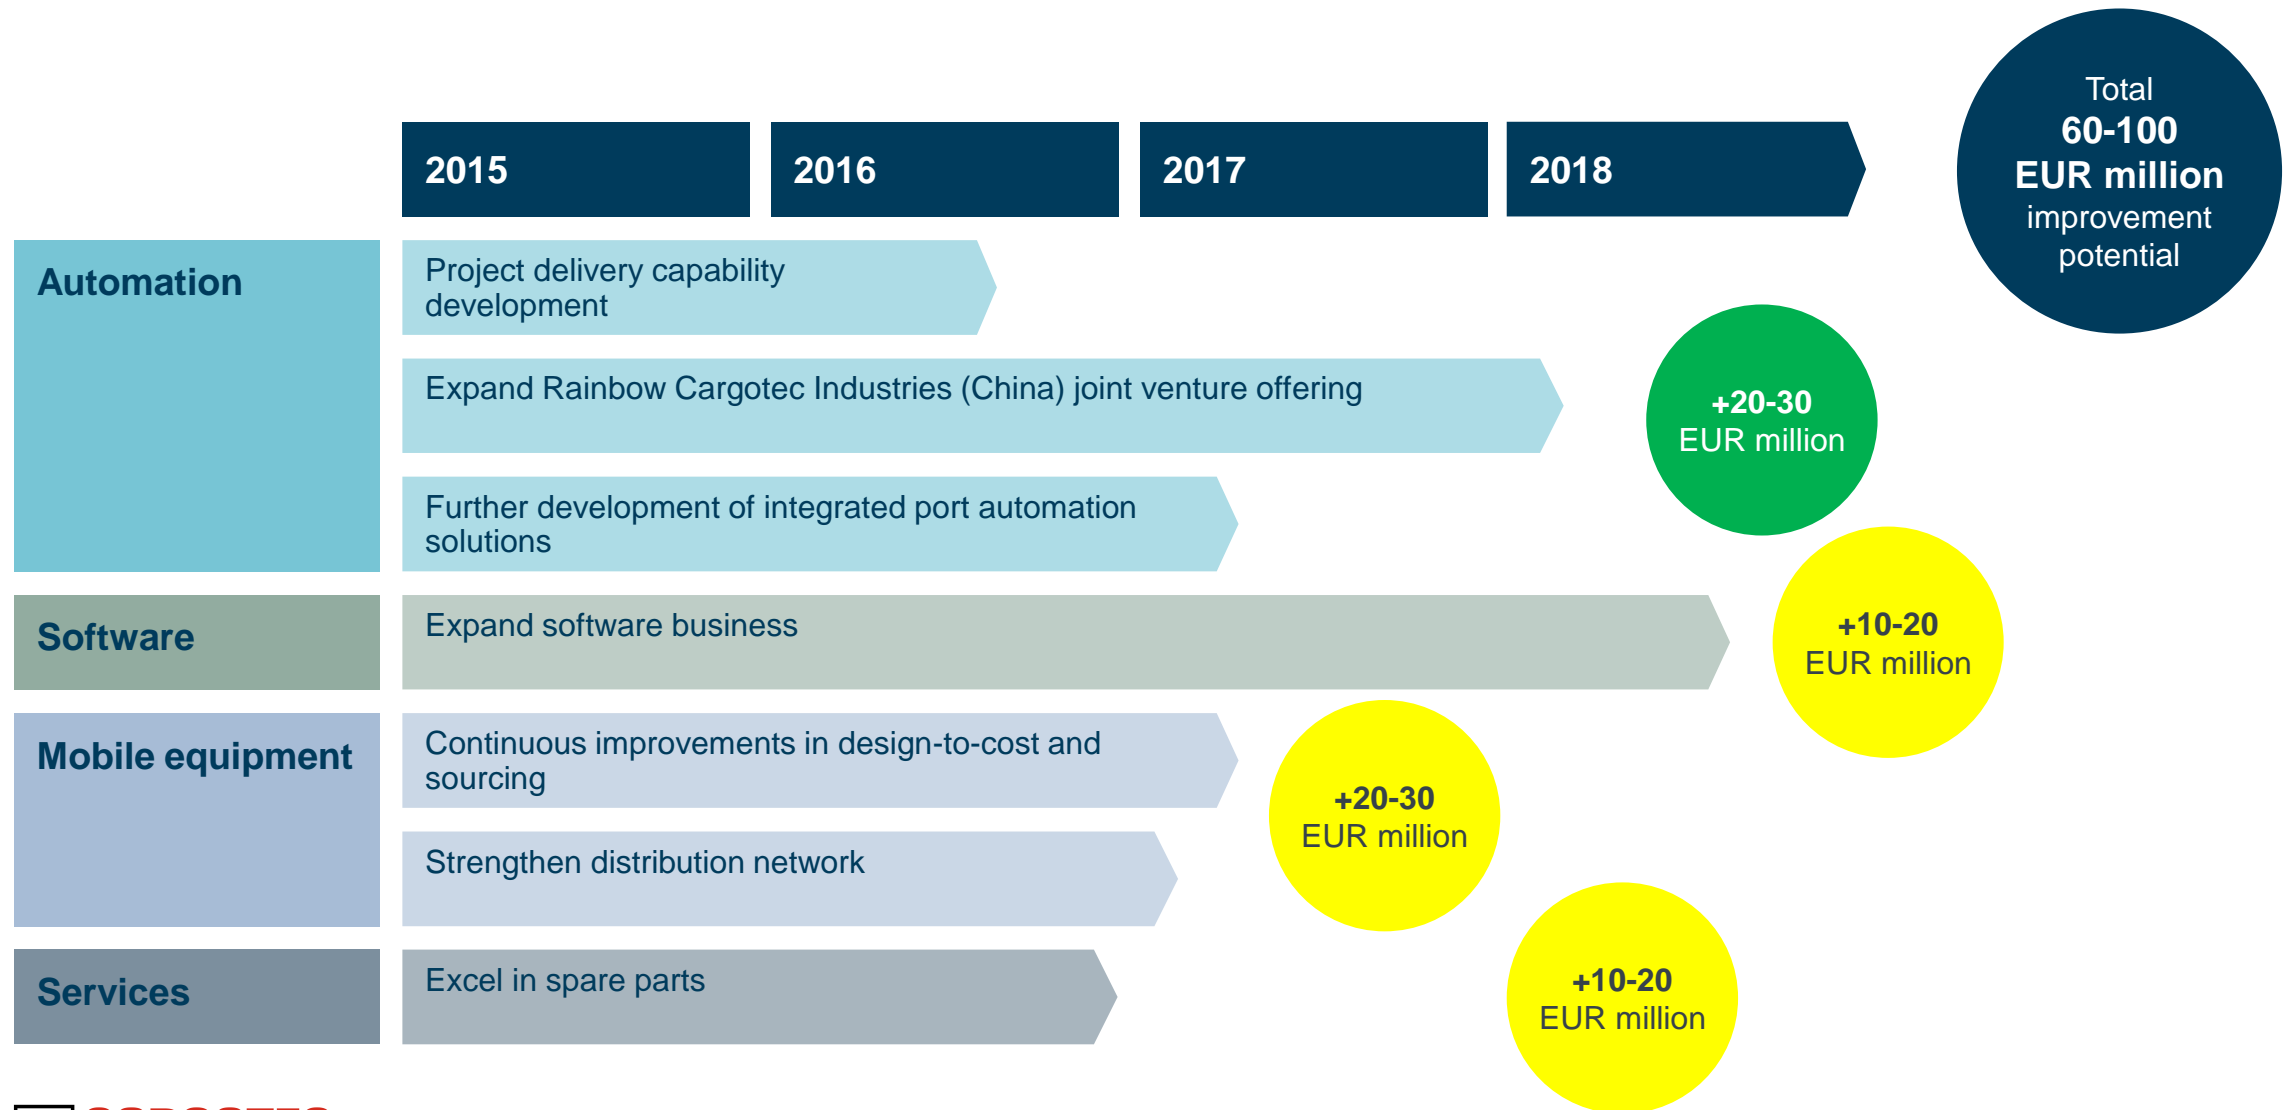 Total
60-100
EUR million
improvement
potential
2015
2016
2017
2018
Automation
Project delivery capability
development
Expand Rainbow Cargotec Industries (China) joint venture offering
+20-30
EUR million
Further development of integrated port automation
solutions
Software
Expand software business
+10-20
EUR million
Mobile equipment
Continuous improvements in design-to-cost and
sourcing
+20-30
EUR million
Strengthen distribution network
Services
Excel in spare parts
+10-20
EUR million